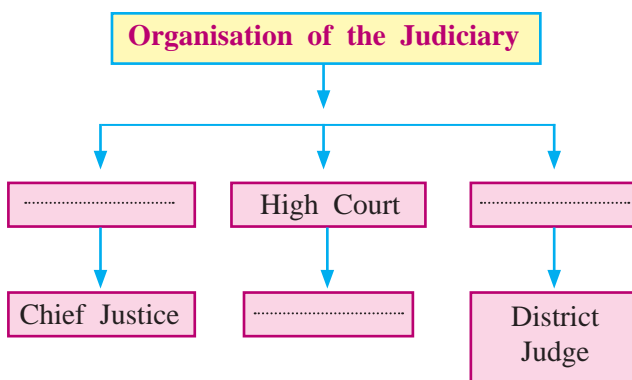 Organisation of the Judiciary
High Court
Chief Justice
District
Judge